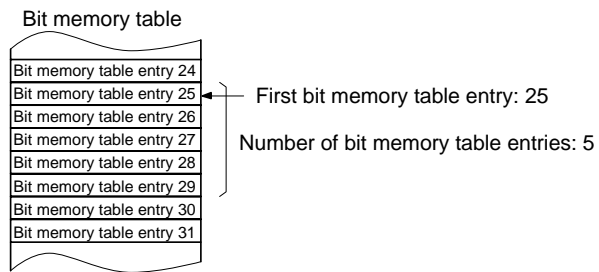 Bit memory table
Bit memory table entry 24
Bit memory table entry 25
First bit memory table entry: 25
Bit memory table entry 26
Bit memory table entry 27
Number of bit memory table entries: 5
Bit memory table entry 28
Bit memory table entry 29
Bit memory table entry 30
Bit memory table entry 31